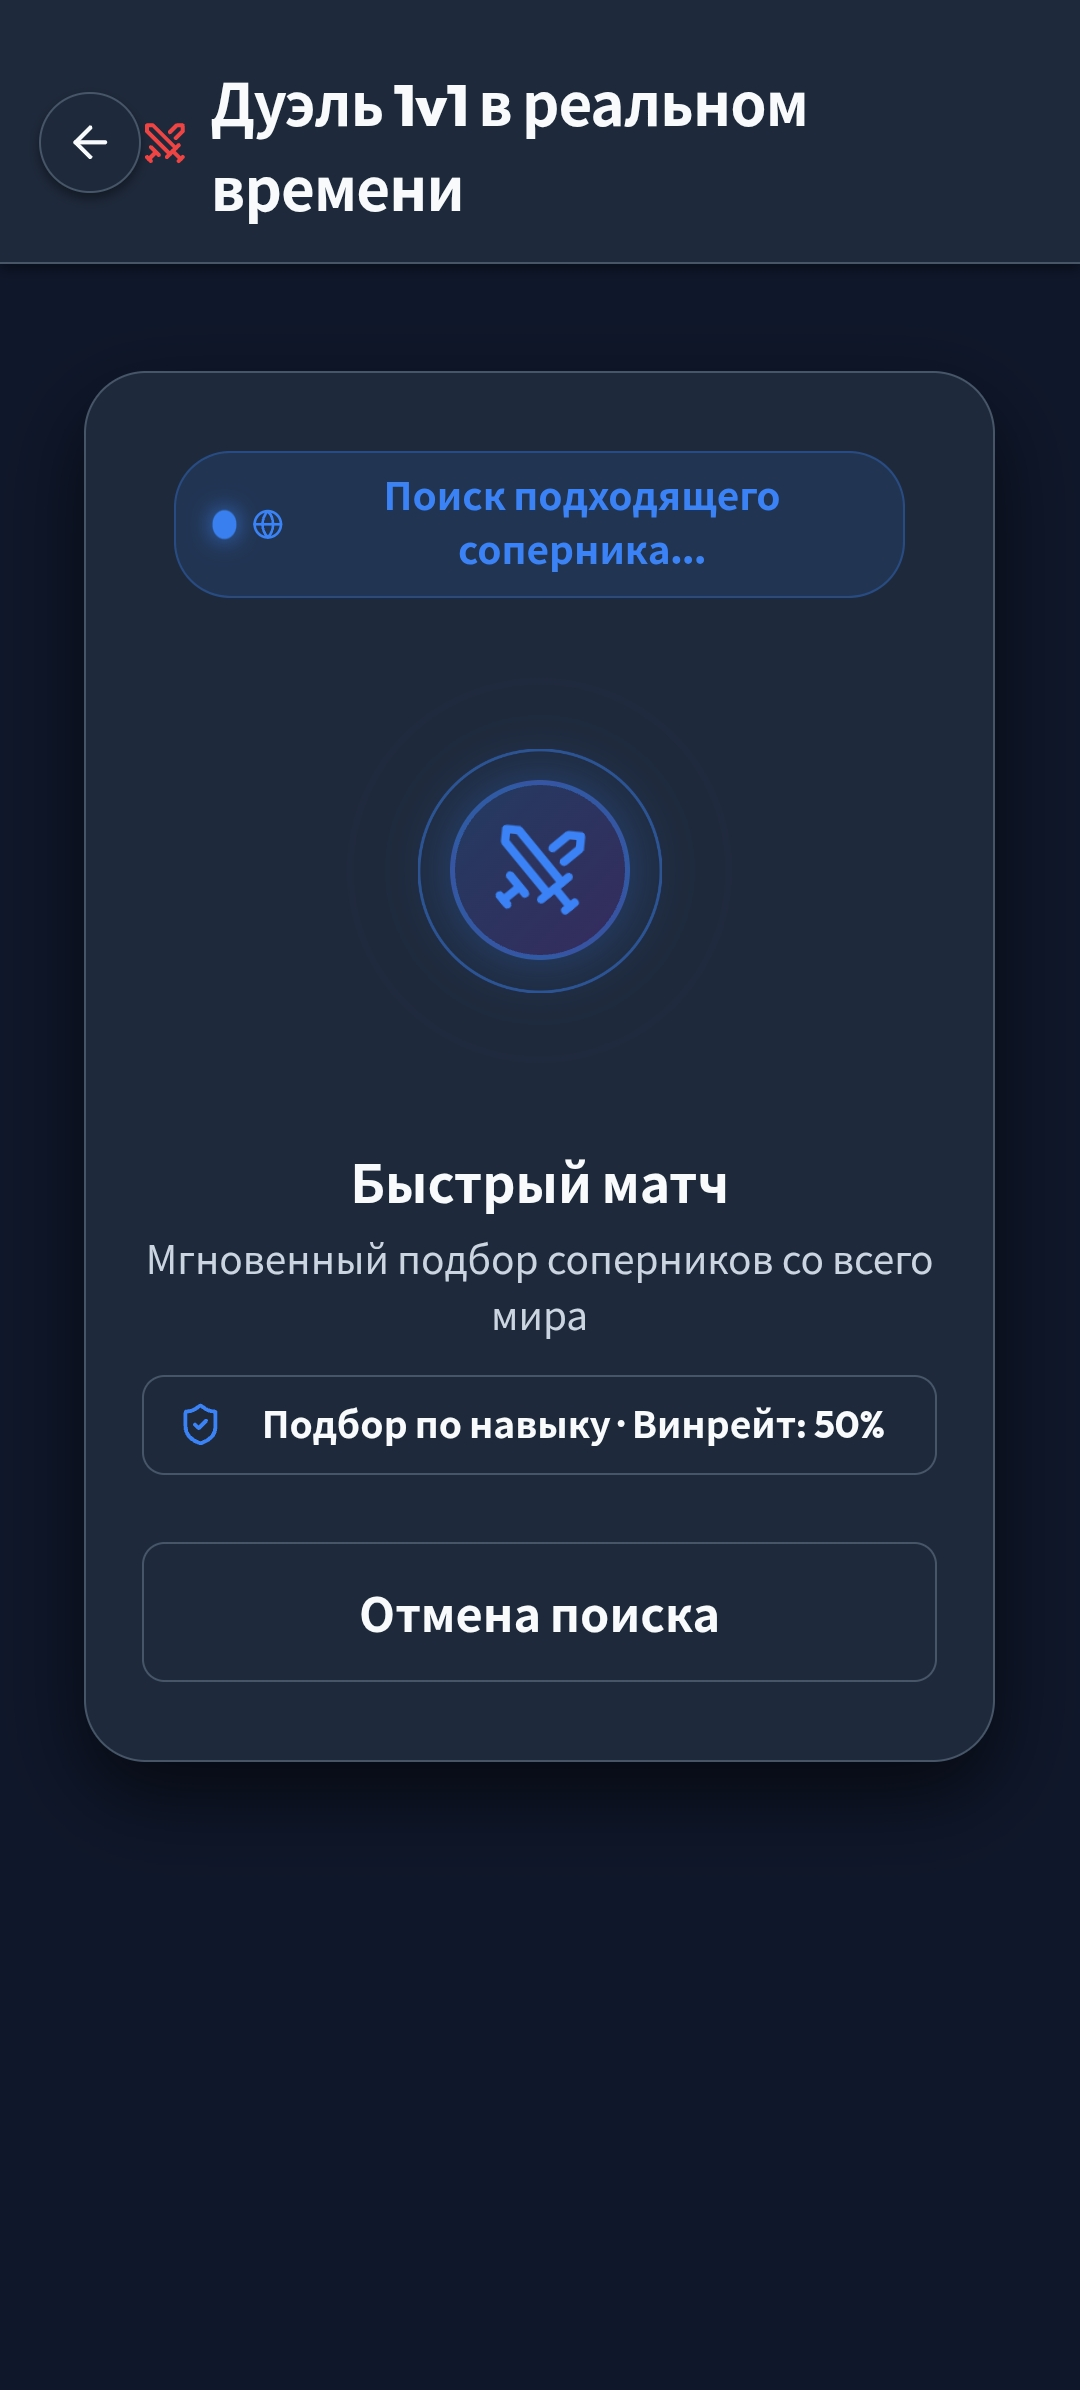 Дуэль 1v1 в реальном
времени
Поиск подходящего
соперника...
Быстрый матч
Мгновенный подбор соперников со всего
мира
Подбор по навыку · Винрейт: 50%
Отмена поиска